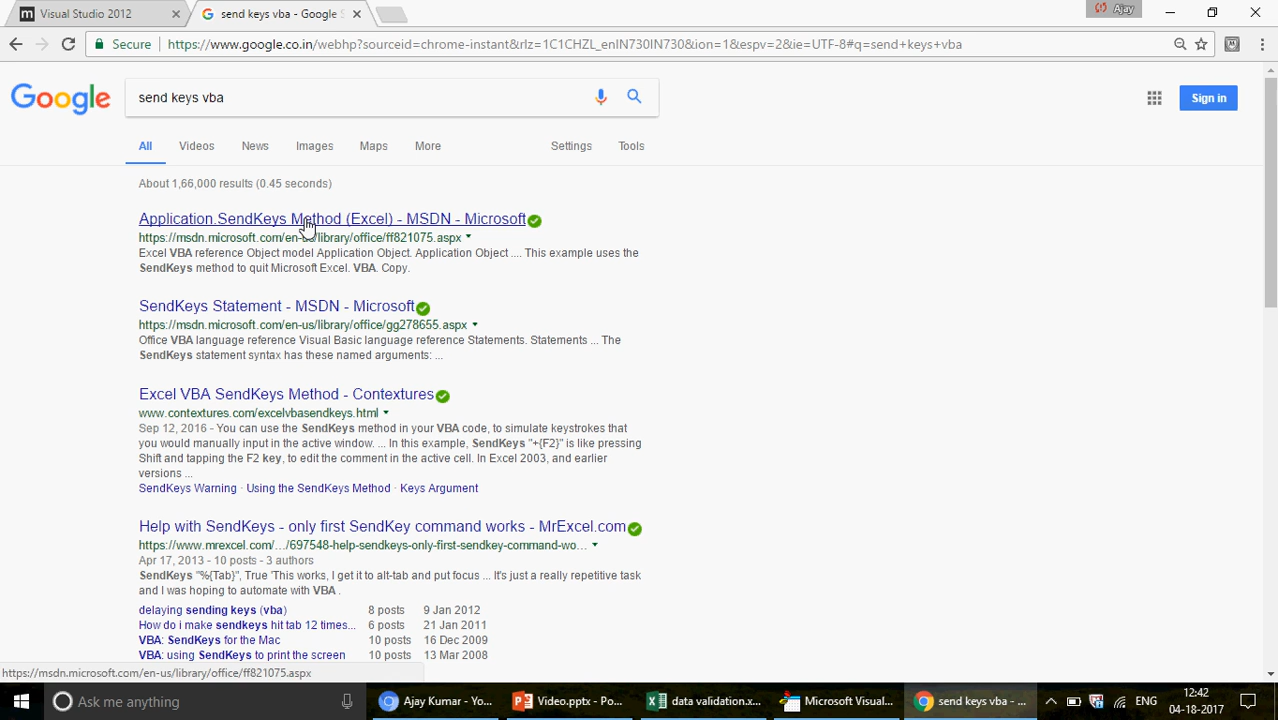 Visual Studio 2012
send keys vba - Google S
Ajay
Secure
https://www.google.co.in/webhp?sourceid=chrome-instant&rlz=1C1CHZL_enIN730IN730&ion=1&espv=2&ie=UTF-8#q=send+keys+vba
Google
send keys vba
Sign in
All Videos News Images Maps More Settings Tools
About 1,66,000 results (0.45 seconds)
Application.SendKeys Method (Excel) - MSDN - Microsoft
https://msdn.microsoft.com/en-us/library/office/ff821075.aspx
Excel VBA reference Object model Application Object. Application Object .... This example uses the
SendKeys method to quit Microsoft Excel. VBA. Copy.
SendKeys Statement - MSDN - Microsoft
https://msdn.microsoft.com/en-us/library/office/gg278655.aspx
Office VBA language reference Visual Basic language reference Statements. Statements ... The
SendKeys statement syntax has these named arguments: ...
Excel VBA SendKeys Method - Contextures
www.contextures.com/excelvbasendkeys.html
Sep 12, 2016 - You can use the SendKeys method in your VBA code, to simulate keystrokes that
you would manually input in the active window. ... In this example, SendKeys "+{F2}" is like pressing
Shift and tapping the F2 key, to edit the comment in the active cell. In Excel 2003, and earlier
versions ...
SendKeys Warning · Using the SendKeys Method · Keys Argument
Help with SendKeys - only first SendKey command works - MrExcel.com
https://www.mrexcel.com/.../697548-help-sendkeys-only-first-sendkey-command-wo...
Apr 17, 2013 - 10 posts - 3 authors
SendKeys "%{Tab}", True 'This works, I get it to alt-tab and put focus ... It's just a really repetitive task
and I was hoping to automate with VBA .
delaying sending keys (vba) 8 posts 9 Jan 2012
How do i make sendkeys hit tab 12 times... 6 posts 21 Jan 2011
VBA: SendKeys for the Mac 10 posts 16 Dec 2009
VBA: using SendKeys to print the screen 10 posts 13 Mar 2008
https://msdn.microsoft.com/en-us/library/office/ff821075.aspx
Ask me anything
Ajay Kumar - Yo...
Video.pptx - Po...
data validation.x...
Microsoft Visual...
send keys vba - ...
ENG
12:42
04-18-2017